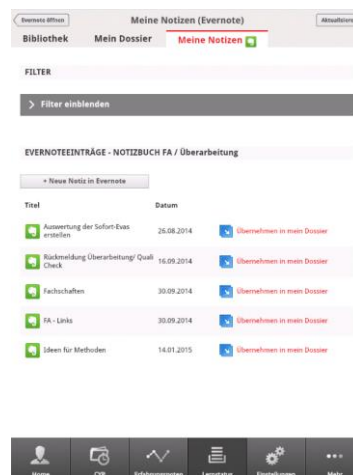 Evernote öffnen Meine Notizen (Evernote) Aktualisieren
Bibliothek Mein Dossier Meine Notizen
FILTER
> Filter einblenden
EVERNOTEEINTRÄGE - NOTIZBUCH FA / Überarbeitung
+ Neue Notiz in Evernote
Titel Datum
Auswertung der Sofort-Evas
erstellen 26.08.2014 Übernehmen in mein Dossier
Rückmeldung Überarbeitung/ Quali
Check 16.09.2014 Übernehmen in mein Dossier
Fachschaften 30.09.2014 Übernehmen in mein Dossier
FA - Links 30.09.2014 Übernehmen in mein Dossier
Ideen für Methoden 14.01.2015 Übernehmen in mein Dossier
Home Erfahrungsnoten Lernstatus Einstellungen Mehr